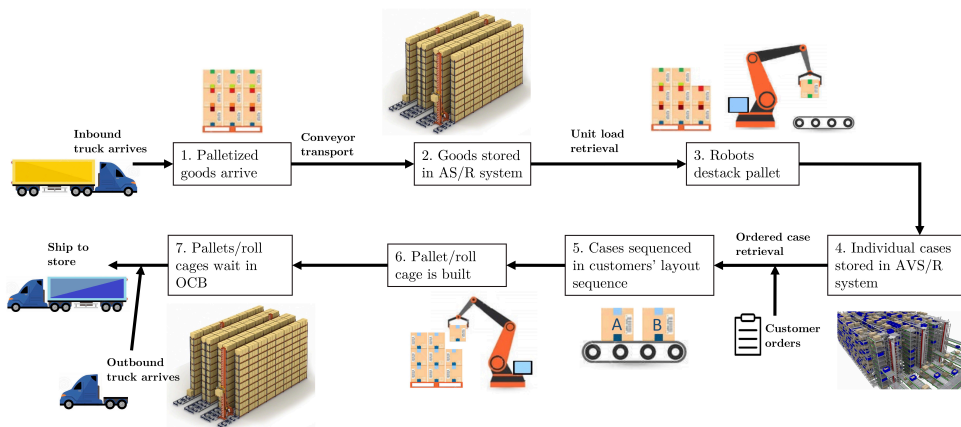 Inbound
truck arrives
1. Palletized
goods arrive
Conveyor
transport
2. Goods stored
in AS/R system
Unit load
retrieval
3. Robots
destack pallet
4. Individual cases
stored in AVS/R
system
Ordered case
retrieval
Customer
orders
5. Cases sequenced
in customers' layout
sequence
A
B
6. Pallet/roll
cage is built
7. Pallets/roll
cages wait in
OCB
Ship to
store
Outbound
truck arrives